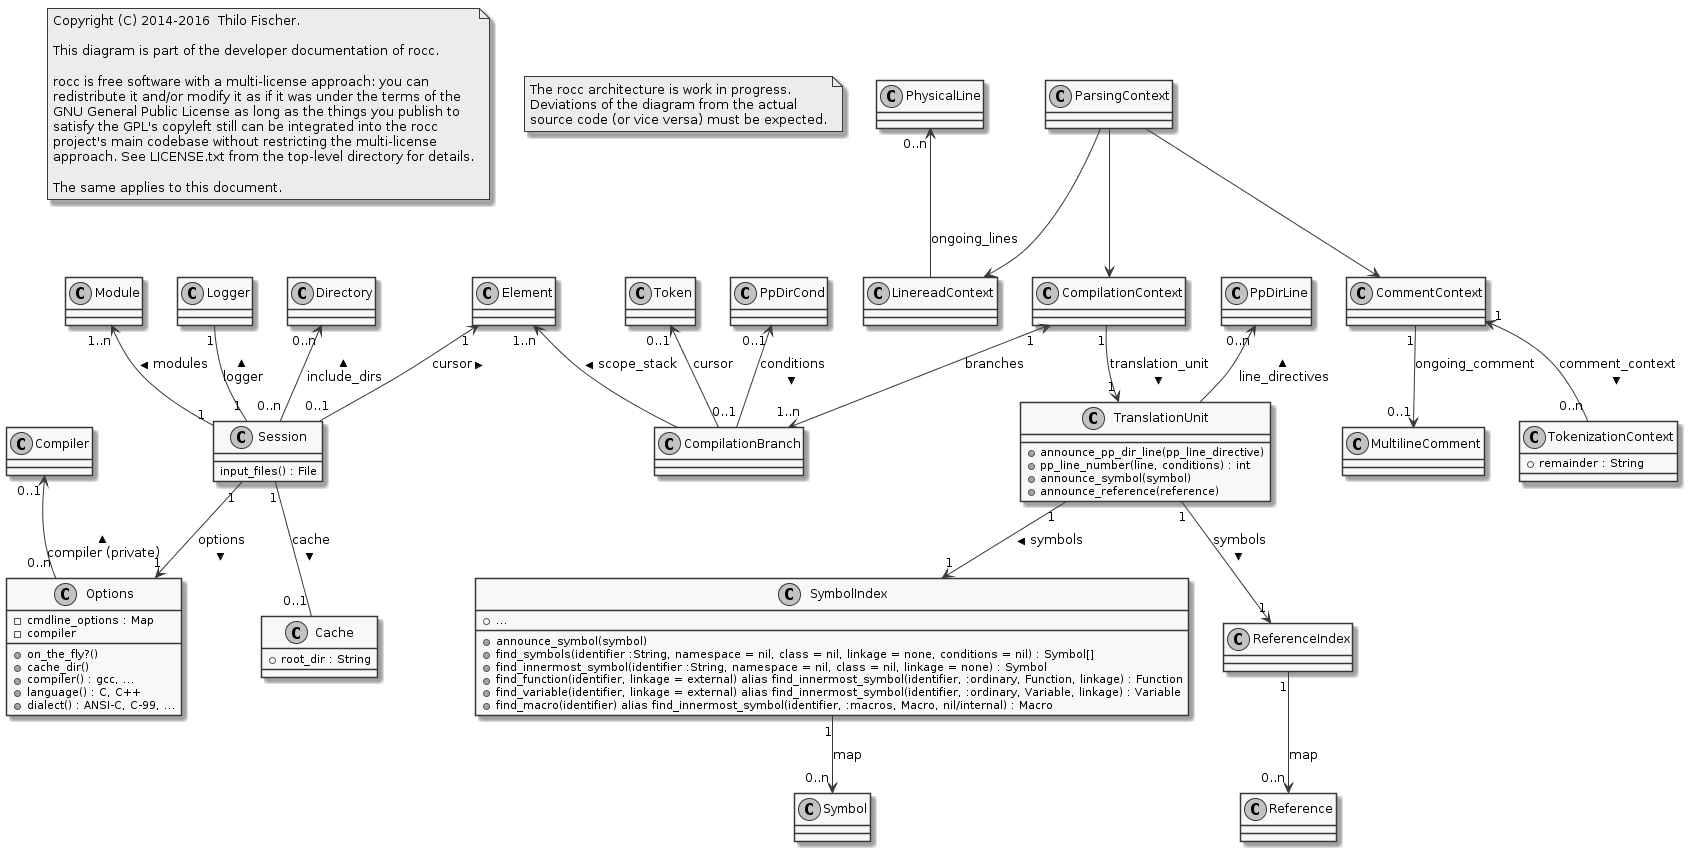 Copyright (C) 2014-2016  Thilo Fischer.
This diagram is part of the developer documentation of rocc.
rocc is free software with a multi-license approach: you can
redistribute it and/or modify it as if it was under the terms of the
GNU General Public License as long as the things you publish to
satisfy the GPL's copyleft still can be integrated into the rocc
project's main codebase without restricting the multi-license
approach. See LICENSE.txt from the top-level directory for details.
The same applies to this document.
The rocc architecture is work in progress.
Deviations of the diagram from the actual
source code (or vice versa) must be expected.
C PhysicalLine
C ParsingContext
0..n
ongoing_lines
C Module
C Logger
C Directory
C Element
C Token
C PpDirCond
C LinereadContext
C CompilationContext
C PpDirLine
C CommentContext
1..n
1
0..n
1
1..n
0..1
0..1
1
1
0..n
1
1
◄ modules
▲
logger
▲
include_dirs
cursor ►
◄ scope_stack
cursor
conditions
▼
branches
translation_unit
▼
▲
line_directives
ongoing_comment
comment_context
▼
1
1
0..n
0..1
0..1
1..n
1
0..1
0..n
C Compiler
C Session
input_files() : File
C CompilationBranch
C TranslationUnit
announce_pp_dir_line(pp_line_directive)
pp_line_number(line, conditions) : int
announce_symbol(symbol)
announce_reference(reference)
C MultilineComment
C TokenizationContext
remainder : String
0..1
1
1
1
1
▲
compiler (private)
options
▼
cache
▼
◄ symbols
symbols
▼
0..n
1
0..1
1
1
C Options
cmdline_options : Map
compiler
on_the_fly?()
cache_dir()
compiler() : gcc, ...
language() : C, C++
dialect() : ANSI-C, C-99, ...
C Cache
root_dir : String
C SymbolIndex
...
announce_symbol(symbol)
find_symbols(identifier :String, namespace = nil, class = nil, linkage = none, conditions = nil) : Symbol[]
find_innermost_symbol(identifier :String, namespace = nil, class = nil, linkage = none) : Symbol
find_function(identifier, linkage = external) alias find_innermost_symbol(identifier, :ordinary, Function, linkage) : Function
find_variable(identifier, linkage = external) alias find_innermost_symbol(identifier, :ordinary, Variable, linkage) : Variable
find_macro(identifier) alias find_innermost_symbol(identifier, :macros, Macro, nil/internal) : Macro
C ReferenceIndex
1
1
map
map
0..n
0..n
C Symbol
C Reference